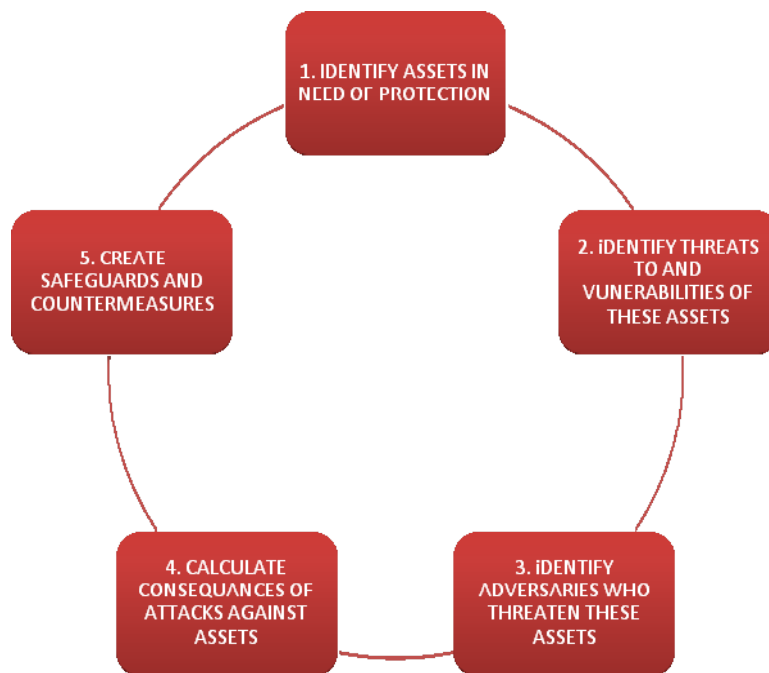 1. IDENTIFY ASSETS IN
NEED OF PROTECTION
2. iDENTIFY THREATS
TO AND
VUNERABILITIES OF
THESE ASSETS
3. iDENTIFY
ADVERSARIES WHO
THREATEN THESE
ASSETS
4. CALCULATE
CONSEQUANCES OF
ATTACKS AGAINST
ASSETS
5. CREATE
SAFEGUARDS AND
COUNTERMEASURES